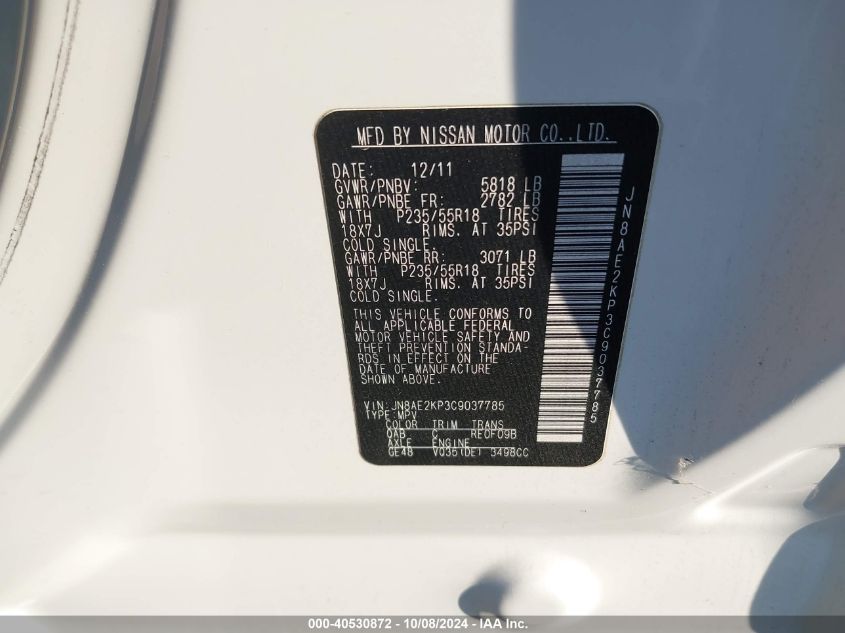 MFD BY NISSAN MOTOR CO.,LTD.
DATE: 12/11
GVWR/PNBV: 5818 LB
GAWR/PNBE FR: 2782 LB
WITH P235/55R18 TIRES
18X7J RIMS. AT 35PSI
COLD SINGLE.
GAWR/PNBE RR: 3071 LB
WITH P235/55R18 TIRES
18X7J RIMS. AT 35PSI
COLD SINGLE.
THIS VEHICLE CONFORMS TO
ALL APPLICABLE FEDERAL
MOTOR VEHICLE SAFETY AND
THEFT PREVENTION STANDA-
RDS IN EFFECT ON THE
DATE OF MANUFACTURE
SHOWN ABOVE.
VIN: JN8AE2KP3C9037785
TYPE: MPV
COLOR TRIM TRANS
QAB C RE0F09B
AXLE ENGINE
GE48 VQ35(DE) 3498CC
JN8AE2KP3C9037785
000-40530872 - 10/08/2024 - IAA Inc.